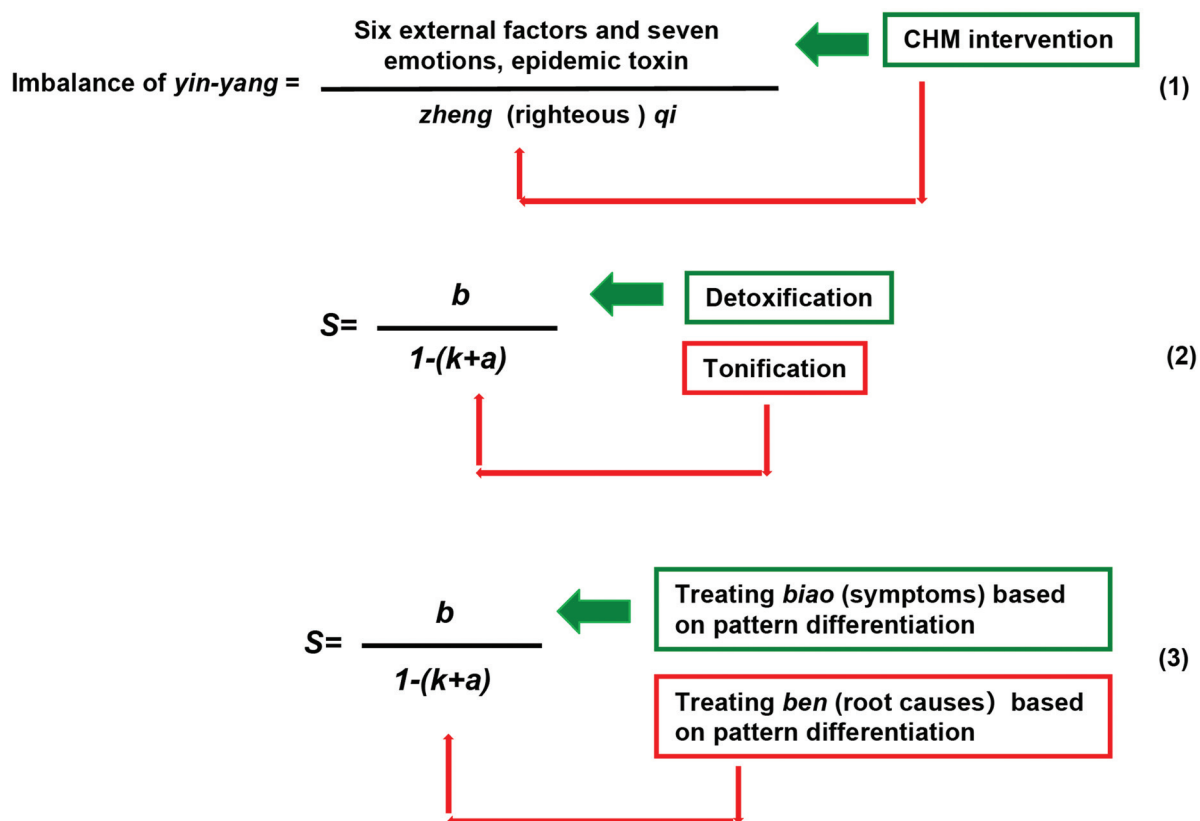 Six external factors and seven
emotions, epidemic toxin
CHM intervention
Imbalance of yin-yang =
zheng (righteous ) qi
(1)
S=
b
1-(k+a)
Detoxification
Tonification
(2)
S=
b
1-(k+a)
Treating biao (symptoms) based
on pattern differentiation
Treating ben (root causes) based
on pattern differentiation
(3)